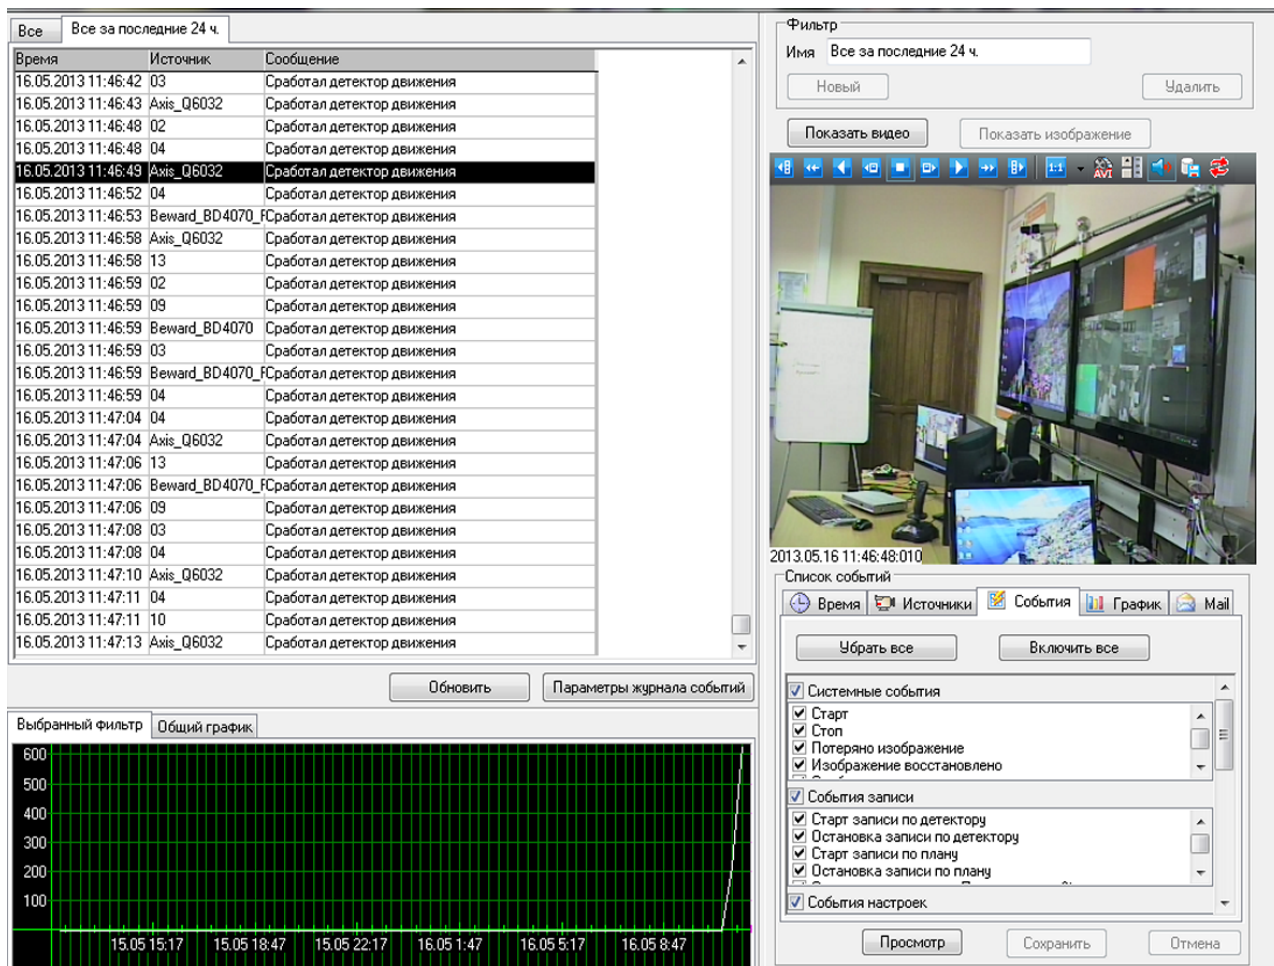 Все
Все за последние 24 ч.
Время Источник Сообщение
16.05.2013 11:46:42 03 Сработал детектор движения
16.05.2013 11:46:43 Axis_Q6032 Сработал детектор движения
16.05.2013 11:46:48 02 Сработал детектор движения
16.05.2013 11:46:48 04 Сработал детектор движения
16.05.2013 11:46:49 Axis_Q6032 Сработал детектор движения
16.05.2013 11:46:52 04 Сработал детектор движения
16.05.2013 11:46:53 Beward_BD4070_F Сработал детектор движения
16.05.2013 11:46:58 Axis_Q6032 Сработал детектор движения
16.05.2013 11:46:58 13 Сработал детектор движения
16.05.2013 11:46:59 02 Сработал детектор движения
16.05.2013 11:46:59 09 Сработал детектор движения
16.05.2013 11:46:59 Beward_BD4070 Сработал детектор движения
16.05.2013 11:46:59 03 Сработал детектор движения
16.05.2013 11:46:59 Beward_BD4070_F Сработал детектор движения
16.05.2013 11:46:59 04 Сработал детектор движения
16.05.2013 11:47:04 04 Сработал детектор движения
16.05.2013 11:47:04 Axis_Q6032 Сработал детектор движения
16.05.2013 11:47:06 13 Сработал детектор движения
16.05.2013 11:47:06 Beward_BD4070_F Сработал детектор движения
16.05.2013 11:47:06 09 Сработал детектор движения
16.05.2013 11:47:08 03 Сработал детектор движения
16.05.2013 11:47:08 04 Сработал детектор движения
16.05.2013 11:47:10 Axis_Q6032 Сработал детектор движения
16.05.2013 11:47:11 04 Сработал детектор движения
16.05.2013 11:47:11 10 Сработал детектор движения
16.05.2013 11:47:13 Axis_Q6032 Сработал детектор движения
Обновить
Параметры журнала событий
Выбранный фильтр
Общий график
600
500
400
300
200
100
15.05 15:17 15.05 18:47 15.05 22:17 16.05 1:47 16.05 5:17 16.05 8:47
Фильтр
Имя Все за последние 24 ч.
Новый
Удалить
Показать видео
Показать изображение
1:1
AVI
2013.05.16 11:46:48:010
Список событий
Время Источники События График Mail
Убрать все
Включить все
Системные события
Старт
Стоп
Потеряно изображение
Изображение восстановлено
События записи
Старт записи по детектору
Остановка записи по детектору
Старт записи по плану
Остановка записи по плану
События настроек
Просмотр
Сохранить
Отмена